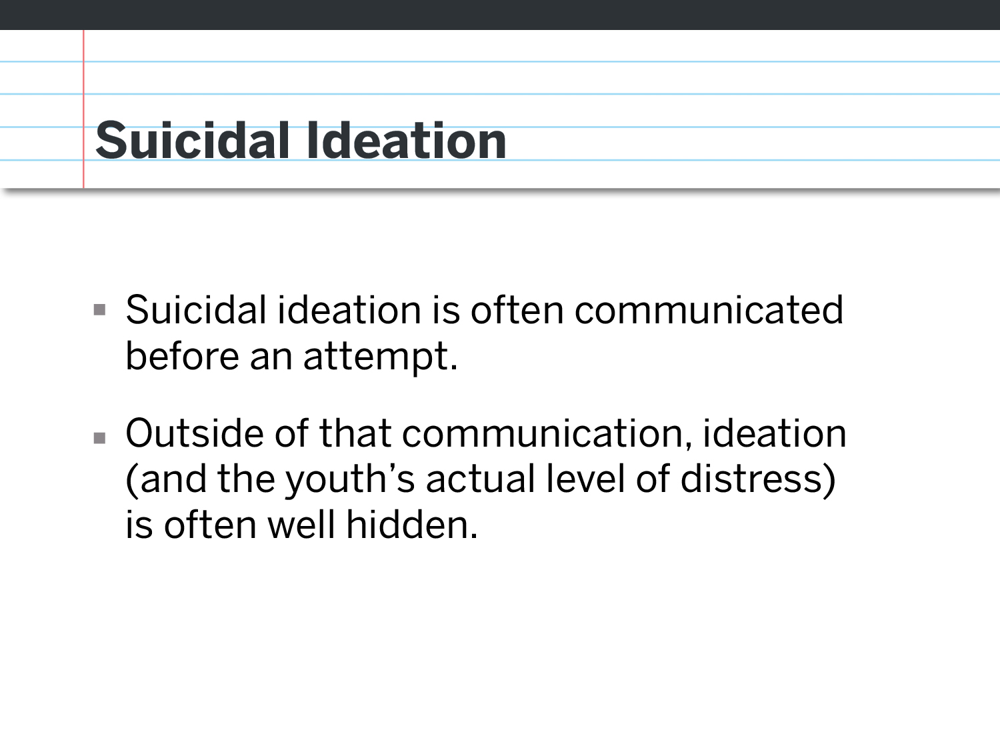 Suicidal Ideation
▪ Suicidal ideation is often communicated
before an attempt.
▪ Outside of that communication, ideation
(and the youth’s actual level of distress)
is often well hidden.